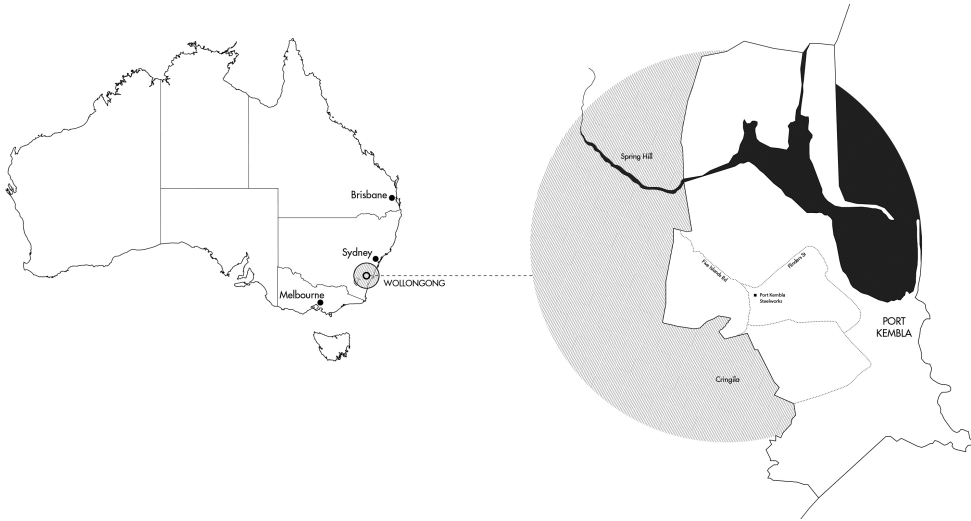 Brisbane
Sydney
WOLLONGONG
Melbourne
Spring Hill
Five Islands Rd
Flinders St
Port Kembla
Steelworks
PORT
KEMBLA
Cringila